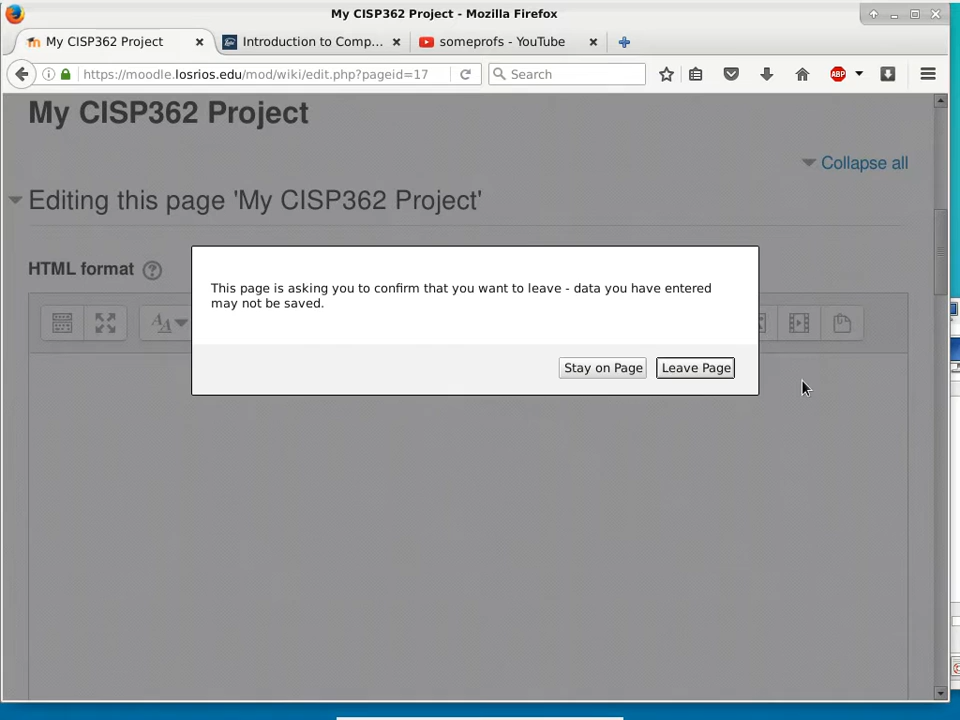 My CISP362 Project - Mozilla Firefox
My CISP362 Project
Introduction to Comp...
someprofs - YouTube
https://moodle.losrios.edu/mod/wiki/edit.php?pageid=17
Search
ABP
My CISP362 Project
Collapse all
Editing this page 'My CISP362 Project'
HTML format
This page is asking you to confirm that you want to leave - data you have entered
may not be saved.
Stay on Page
Leave Page